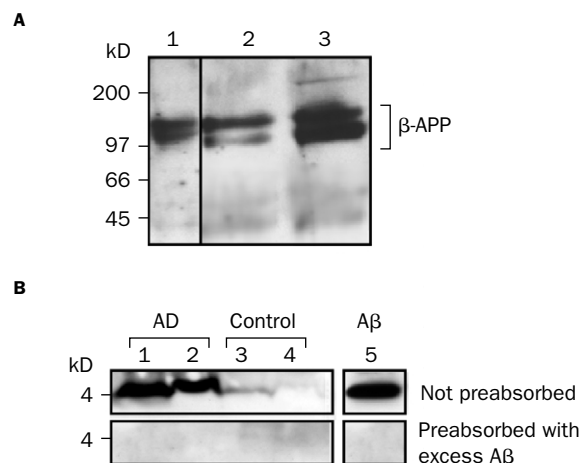 A
kD
1 2 3
200
97
66
45
β-APP
B
AD Control Aβ
kD
1 2 3 4 5
4
Not preabsorbed
4
Preabsorbed with
excess Aβ